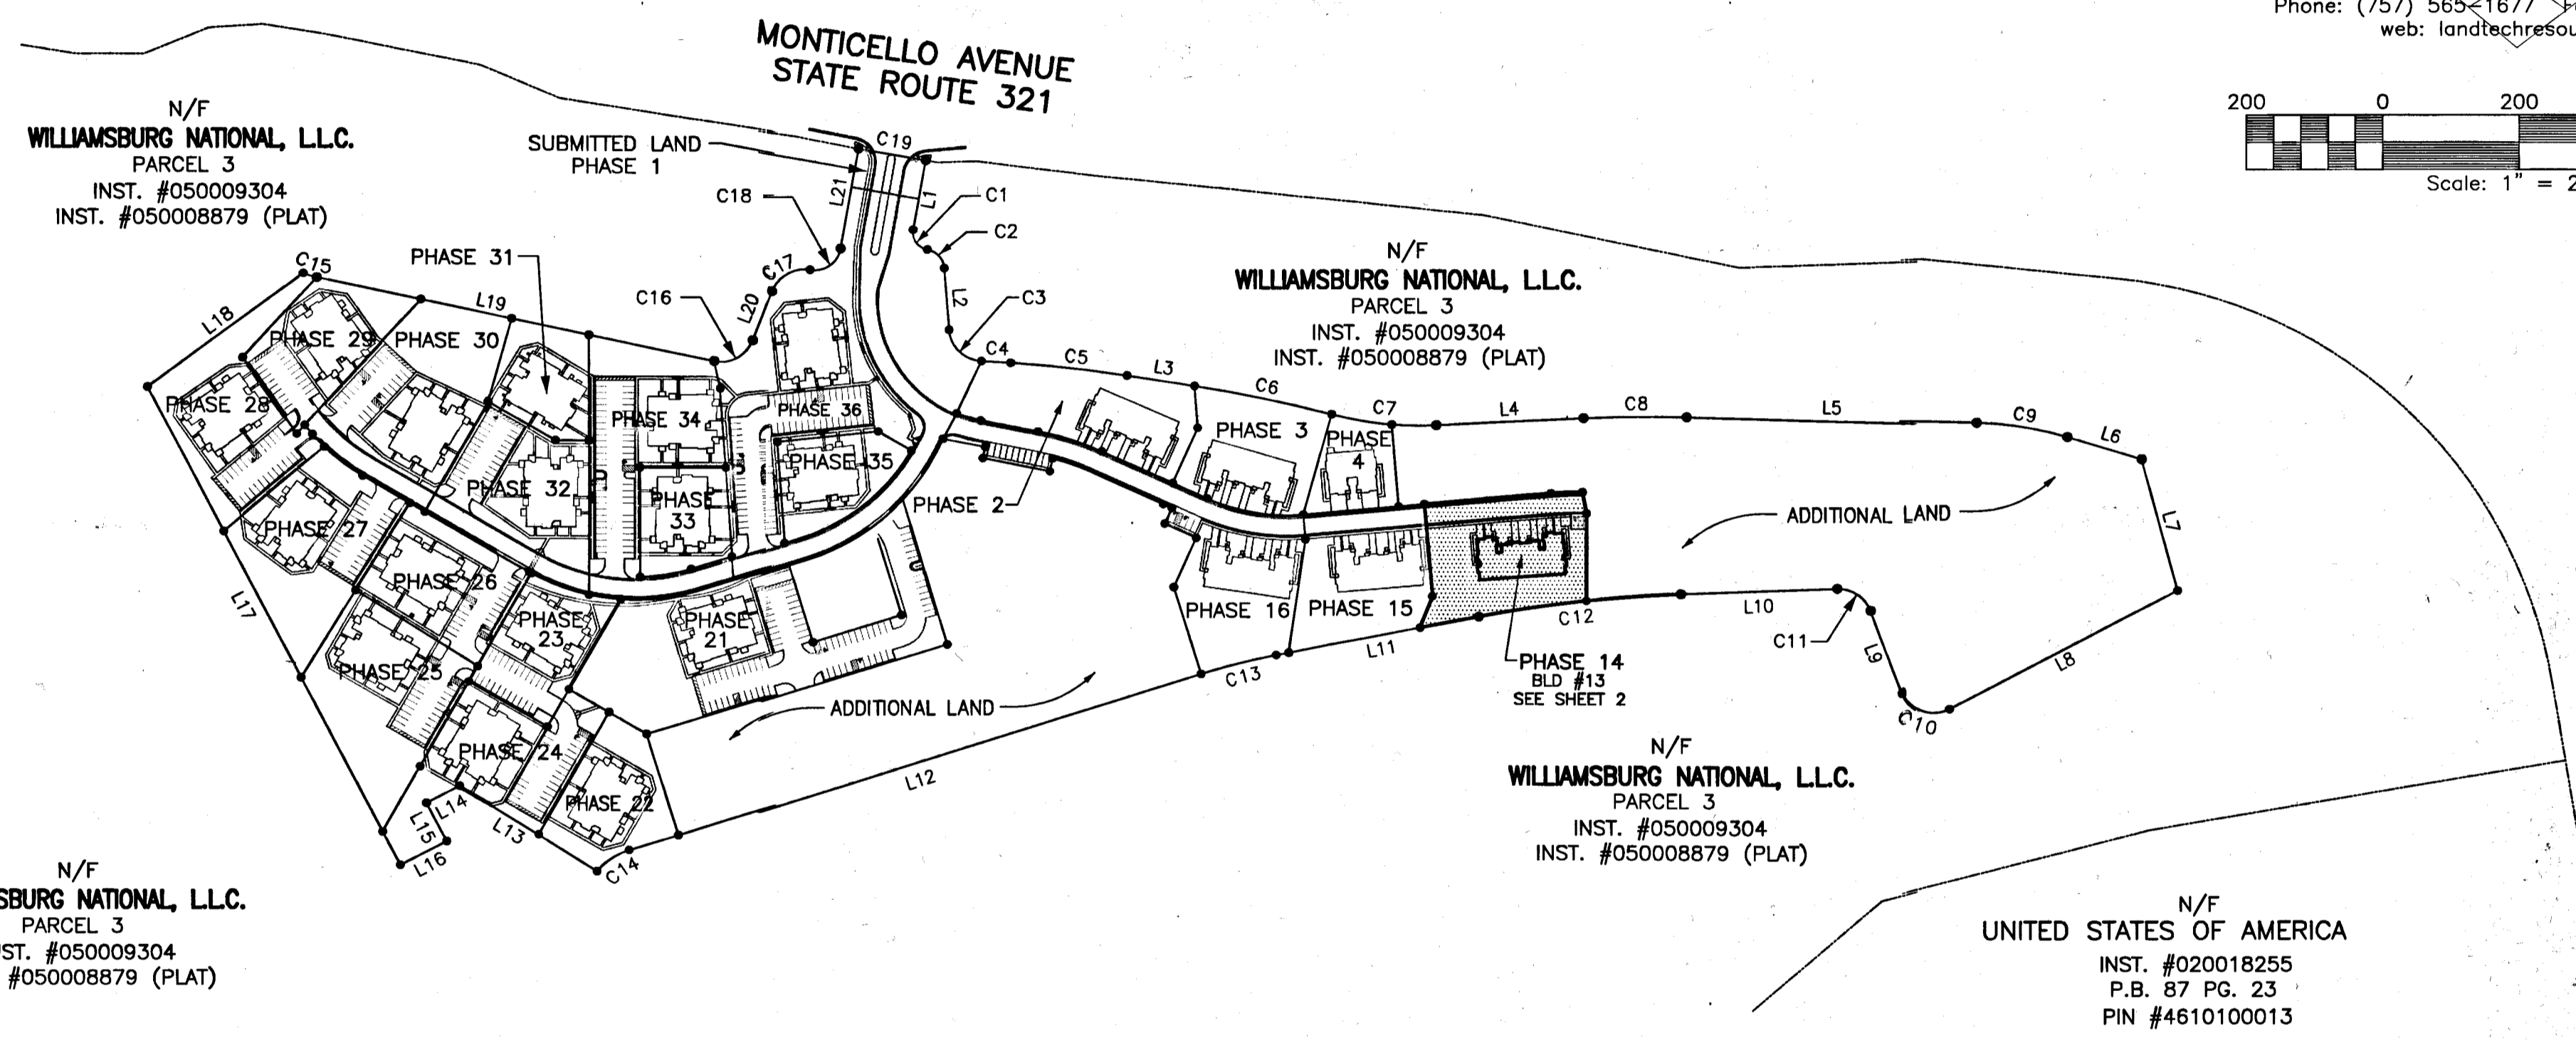 Phone: (757) 565-1677
web: landtechresou
MONTICELLO AVENUE
STATE ROUTE 321
200 0 200
Scale: 1" = 2
N/F
WILLIAMSBURG NATIONAL, L.L.C.
PARCEL 3
INST. #050009304
INST. #050008879 (PLAT)
SUBMITTED LAND
PHASE 1
C19
L21
L1
C18
C1
C2
C17
L20
C16
L2
C3
PHASE 31
C15
L19
L18
N/F
WILLIAMSBURG NATIONAL, L.L.C.
PARCEL 3
INST. #050009304
INST. #050008879 (PLAT)
C4
C5
L3
C6
C7
L4
C8
L5
C9
L6
L7
PHASE 29
PHASE 30
PHASE 28
PHASE 34
PHASE 36
PHASE 35
PHASE 3
PHASE
4
PHASE 32
PHASE
33
PHASE 2
ADDITIONAL LAND
PHASE 27
PHASE 26
PHASE
23
PHASE
21
PHASE 25
PHASE 24
PHASE 22
PHASE 16
PHASE 15
C12
L10
C11
L9
L8
C10
L11
C13
PHASE 14
BLD #13
SEE SHEET 2
ADDITIONAL LAND
L12
L17
L14
L15
L16
L13
C14
N/F
WILLIAMSBURG NATIONAL, L.L.C.
PARCEL 3
INST. #050009304
INST. #050008879 (PLAT)
N/F
SBURG NATIONAL, L.L.C.
PARCEL 3
ST. #050009304
#050008879 (PLAT)
N/F
UNITED STATES OF AMERICA
INST. #020018255
P.B. 87 PG. 23
PIN #4610100013